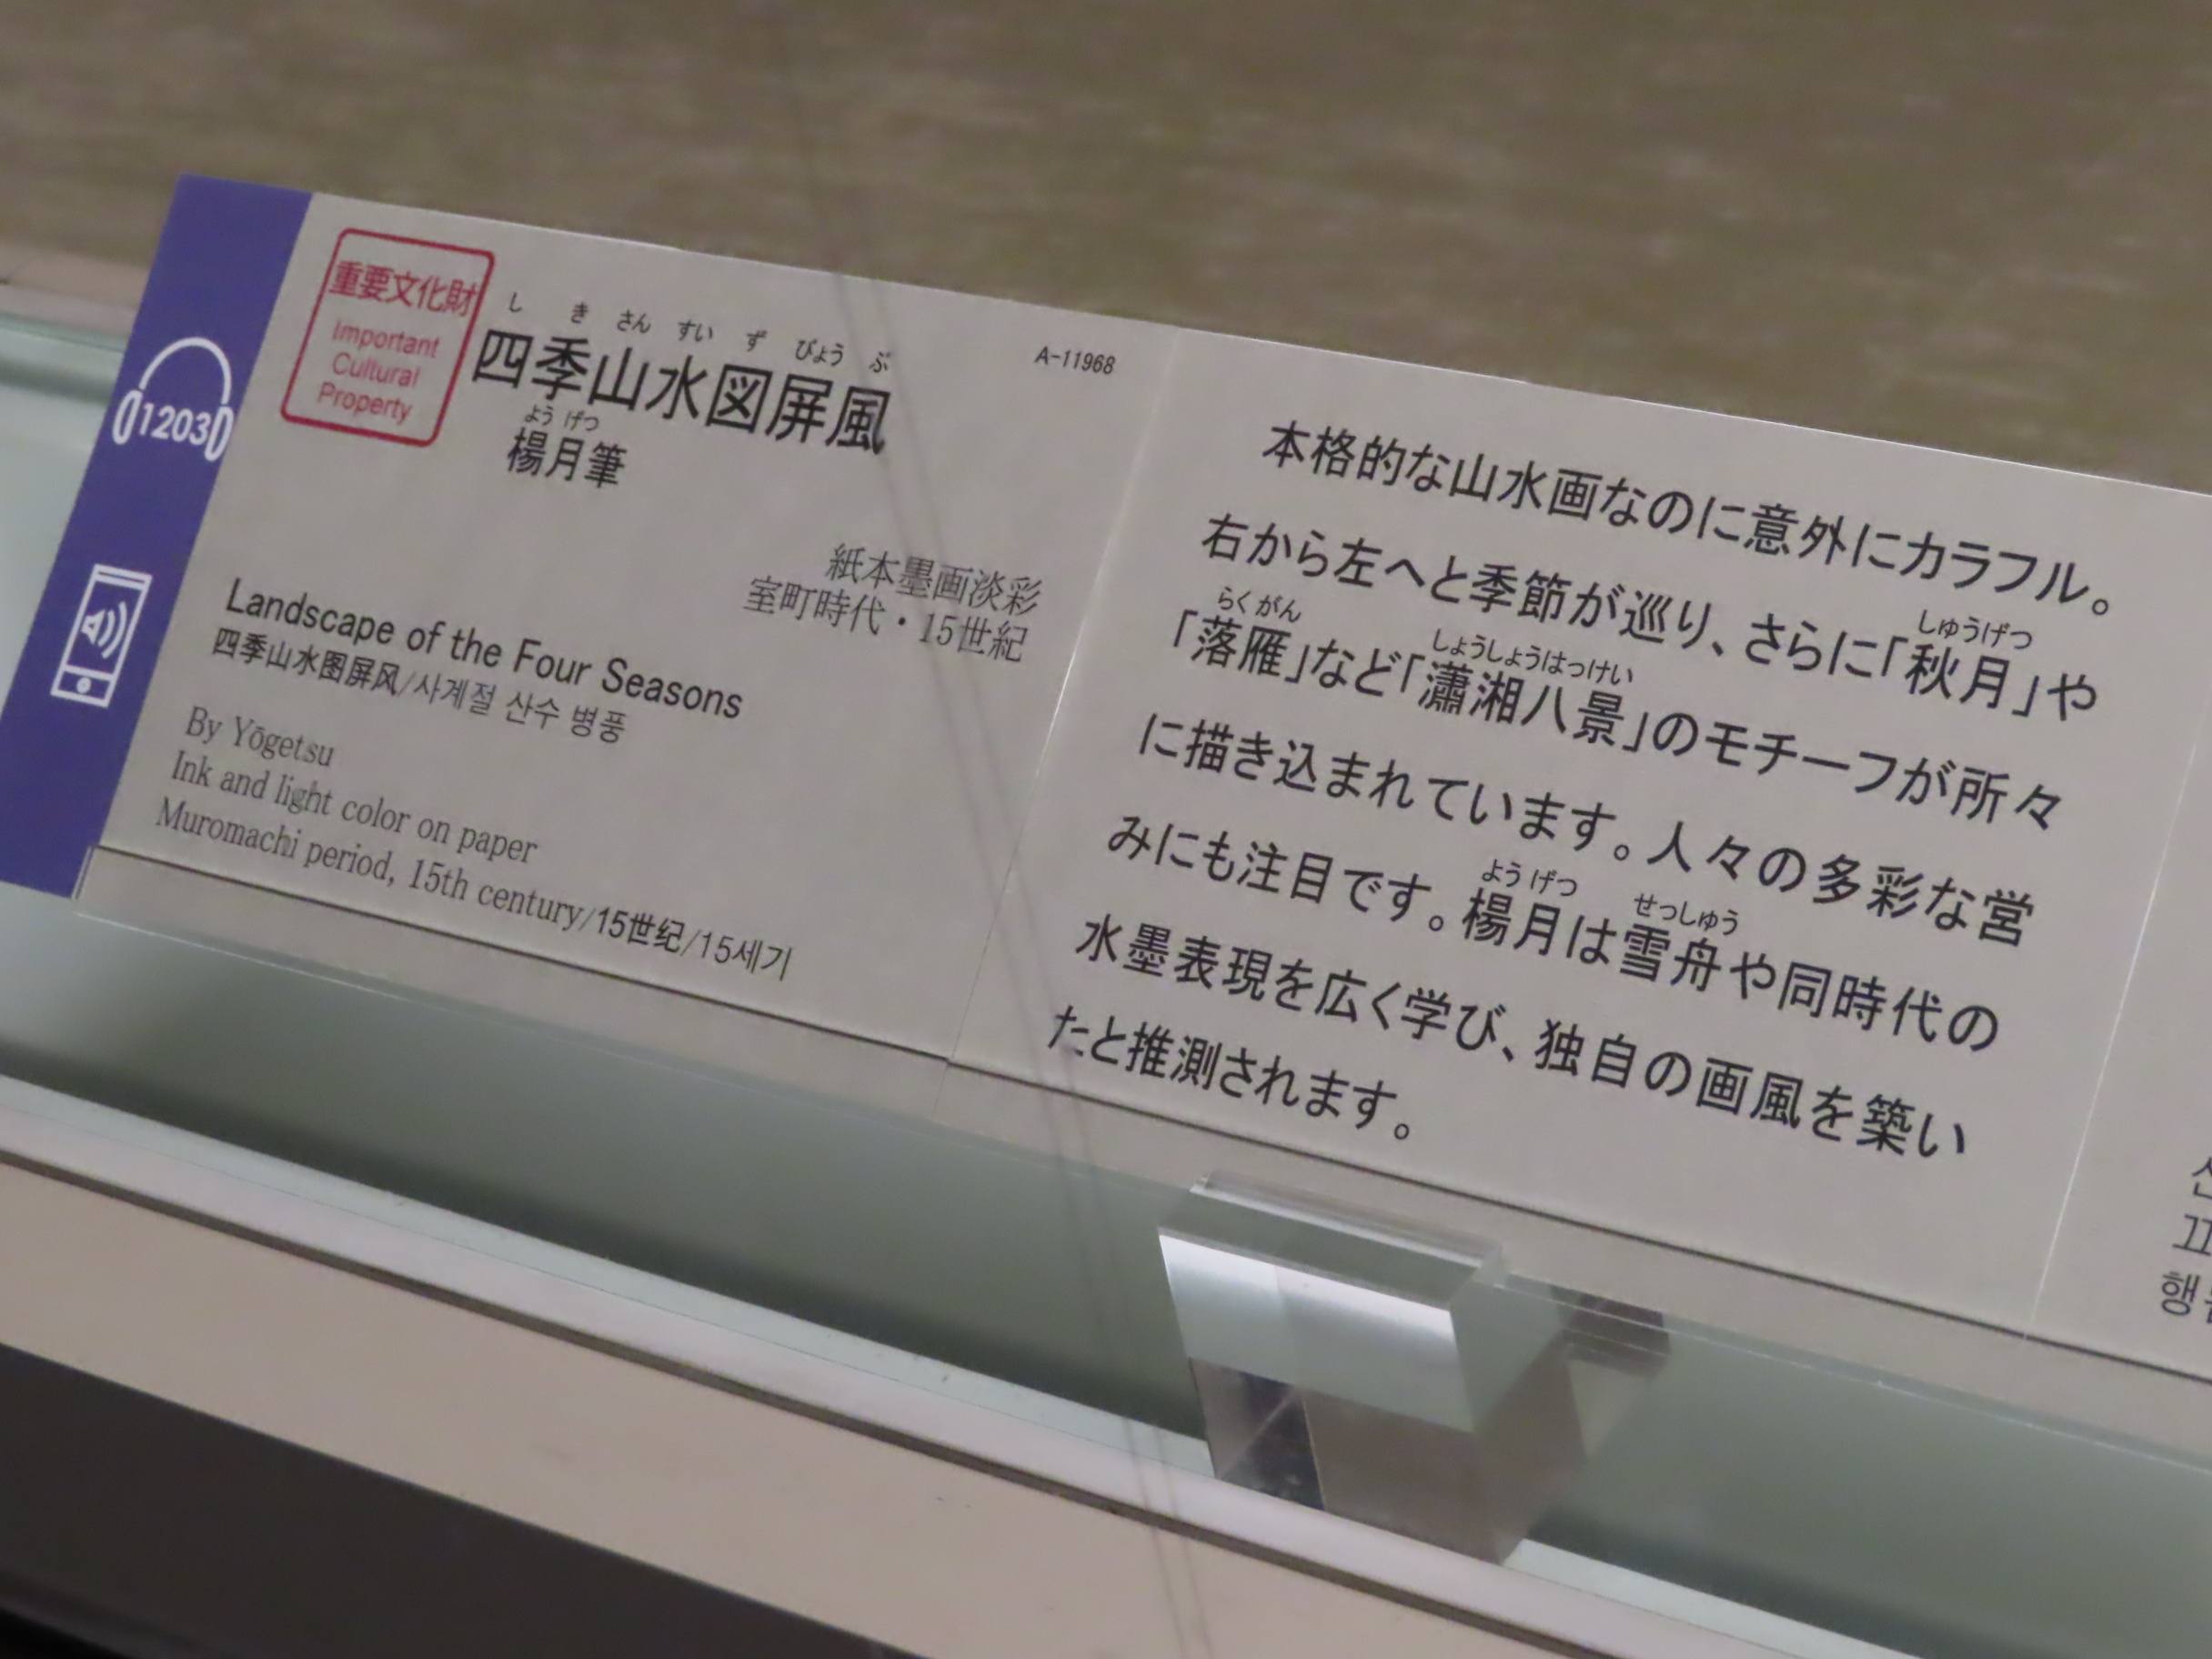 1203
重要文化財
Important
Cultural
Property
し き さん すい ず びょう ぶ
四季山水図屏風
よう げつ
楊月筆
A-11968
紙本墨画淡彩
室町時代・15世紀
Landscape of the Four Seasons
四季山水图屏风/사계절 산수 병풍
By Yōgetsu
Ink and light color on paper
Muromachi period, 15th century/15世纪/15세기
本格的な山水画なのに意外にカラフル。
しゅうげつ
右から左へと季節が巡り、さらに「秋月」や
らくがん しょうしょうはっけい
「落雁」など「瀟湘八景」のモチーフが所々
に描き込まれています。人々の多彩な営
よう げつ せっしゅう
みにも注目です。楊月は雪舟や同時代の
水墨表現を広く学び、独自の画風を築い
たと推測されます。